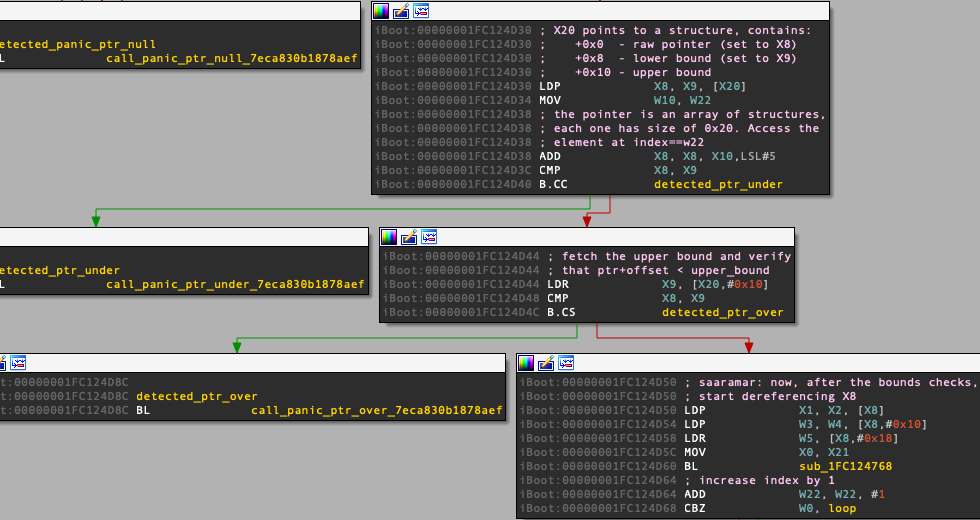 etected_panic_ptr_null
L call_panic_ptr_null_7eca830b1878aef
iBoot:00000001FC124D30 ; X20 points to a structure, contains:
iBoot:00000001FC124D30 ; +0x0 - raw pointer (set to X8)
iBoot:00000001FC124D30 ; +0x8 - lower bound (set to X9)
iBoot:00000001FC124D30 ; +0x10 - upper bound
iBoot:00000001FC124D30 LDP X8, X9, [X20]
iBoot:00000001FC124D34 MOV W10, W22
iBoot:00000001FC124D38 ; the pointer is an array of structures,
iBoot:00000001FC124D38 ; each one has size of 0x20. Access the
iBoot:00000001FC124D38 ; element at index==w22
iBoot:00000001FC124D38 ADD X8, X8, X10,LSL#5
iBoot:00000001FC124D3C CMP X8, X9
iBoot:00000001FC124D40 B.CC detected_ptr_under
etected_ptr_under
L call_panic_ptr_under_7eca830b1878aef
iBoot:00000001FC124D44 ; fetch the upper bound and verify
iBoot:00000001FC124D44 ; that ptr+offset < upper_bound
iBoot:00000001FC124D44 LDR X9, [X20,#0x10]
iBoot:00000001FC124D48 CMP X8, X9
iBoot:00000001FC124D4C B.CS detected_ptr_over
t:00000001FC124D8C
t:00000001FC124D8C detected_ptr_over
t:00000001FC124D8C BL call_panic_ptr_over_7eca830b1878aef
iBoot:00000001FC124D50 ; saaramar: now, after the bounds checks,
iBoot:00000001FC124D50 ; start dereferencing X8
iBoot:00000001FC124D50 LDP X1, X2, [X8]
iBoot:00000001FC124D54 LDP W3, W4, [X8,#0x10]
iBoot:00000001FC124D58 LDR W5, [X8,#0x18]
iBoot:00000001FC124D5C MOV X0, X21
iBoot:00000001FC124D60 BL sub_1FC124768
iBoot:00000001FC124D64 ; increase index by 1
iBoot:00000001FC124D64 ADD W22, W22, #1
iBoot:00000001FC124D68 CBZ W0, loop